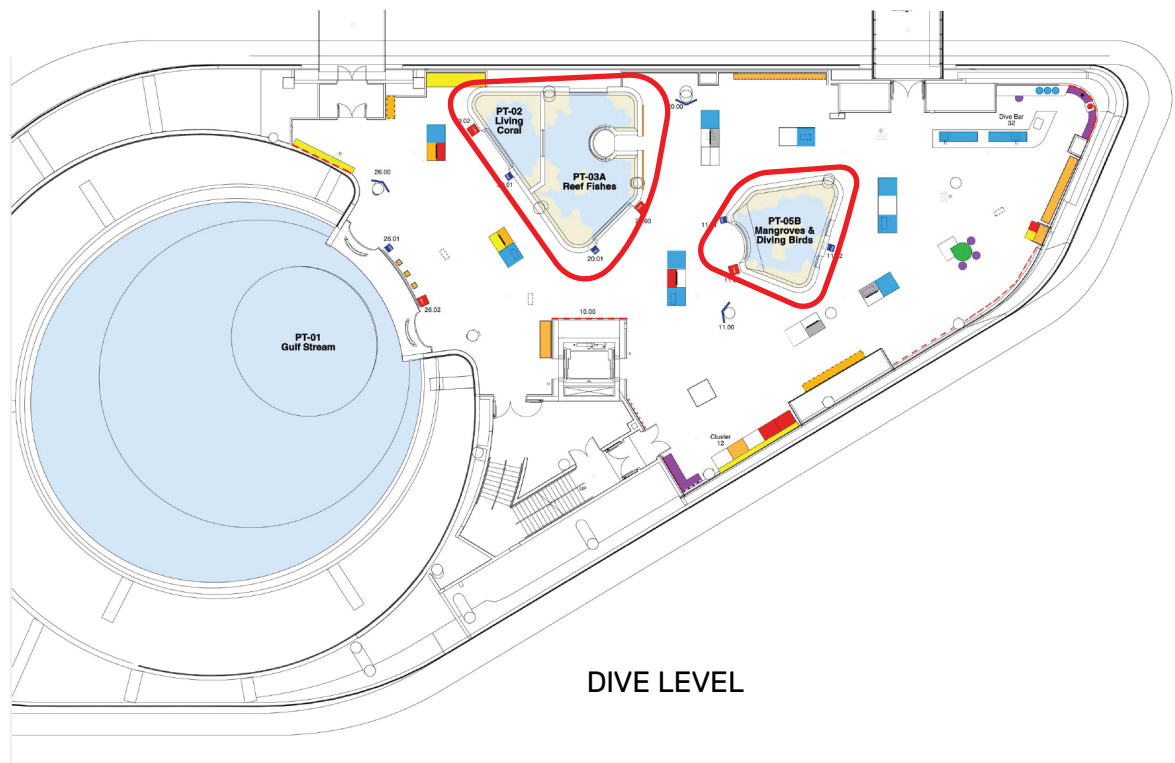 PT-02
Living
Coral
PT-03A
Reef Fishes
PT-05B
Mangroves &
Diving Birds
Dive Bar
32
26.00
26.01
26.02
20.01
11.00
10.00
PT-01
Gulf Stream
Cluster
12
DIVE LEVEL